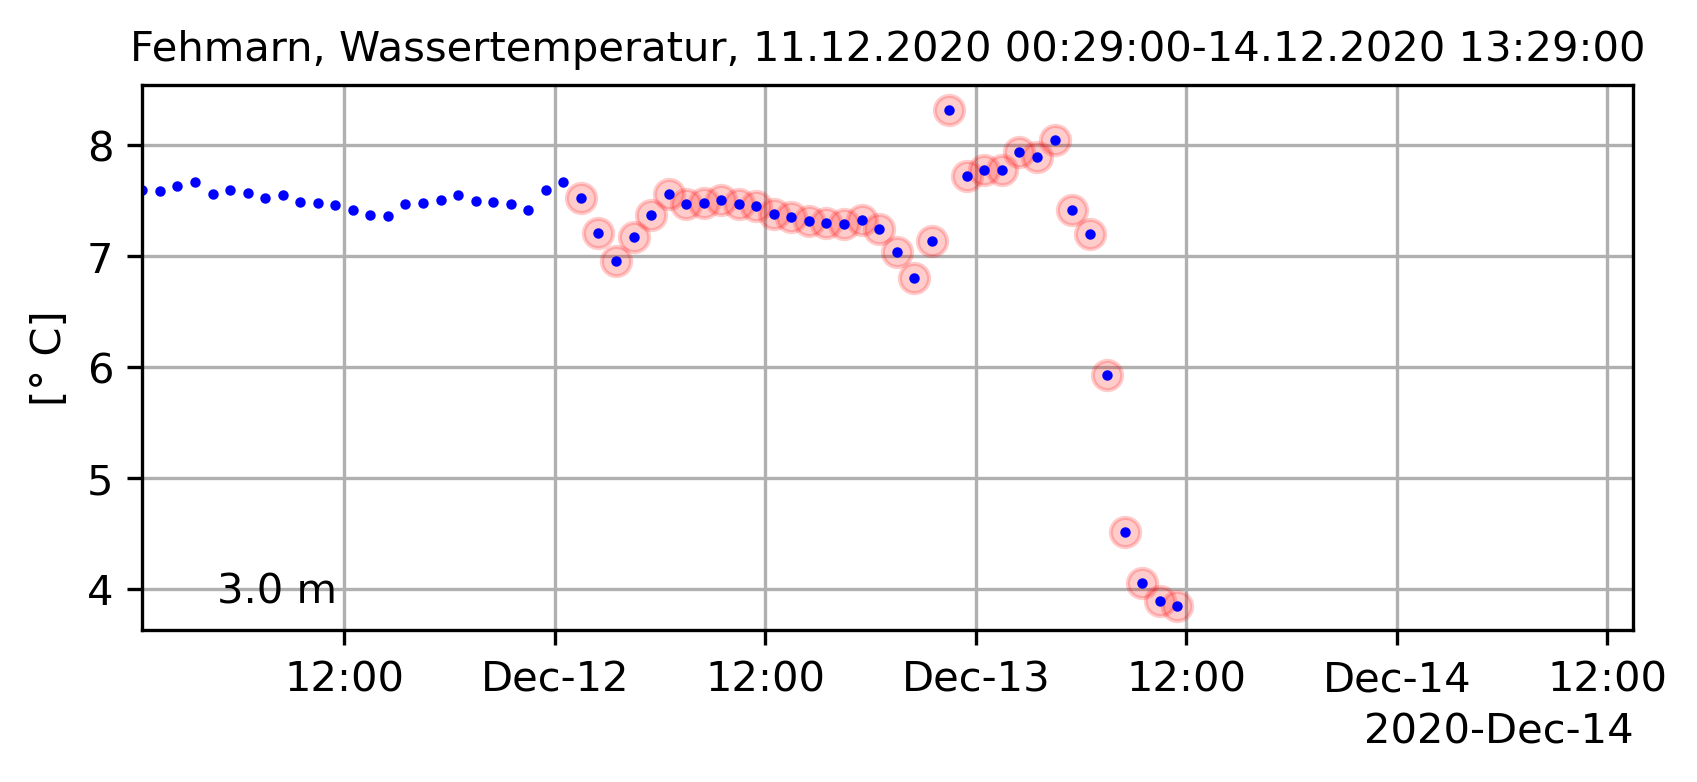 Fehmarn, Wassertemperatur, 11.12.2020 00:29:00-14.12.2020 13:29:00
[° C]
8
7
6
5
4
3.0 m
12:00 Dec-12 12:00 Dec-13 12:00 Dec-14 12:00
2020-Dec-14